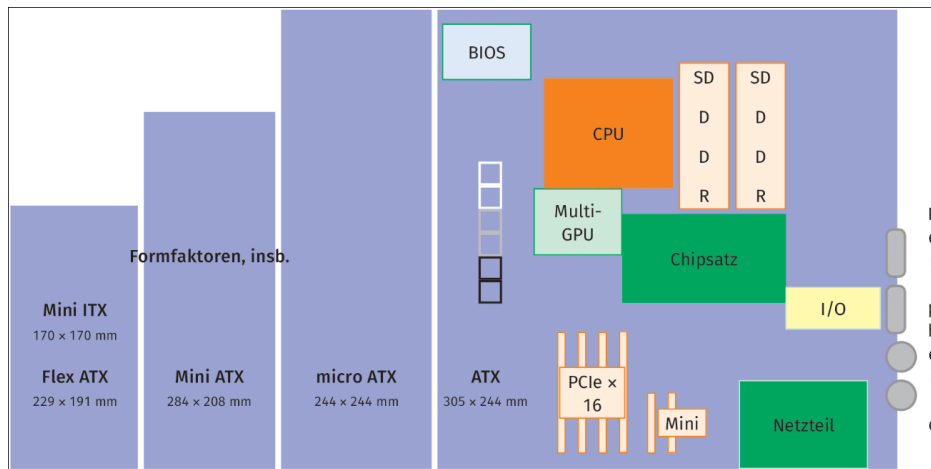 BIOS
CPU
SD
D
D
R
SD
D
D
R
Multi-
GPU
Chipsatz
I/O
Formfaktoren, insb.
Mini ITX
170 × 170 mm
Flex ATX
229 × 191 mm
Mini ATX
284 × 208 mm
micro ATX
244 × 244 mm
ATX
305 × 244 mm
PCIe ×
16
Mini
Netzteil